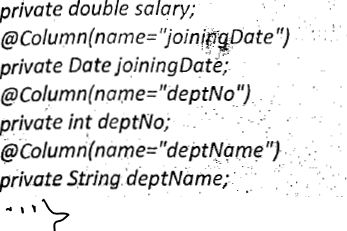 private double salary;
@Column(name="joiningDate")
private Date joiningDate;
@Column(name="deptNo")
private int deptNo;
@Column(name="deptName")
private String deptName;
...}